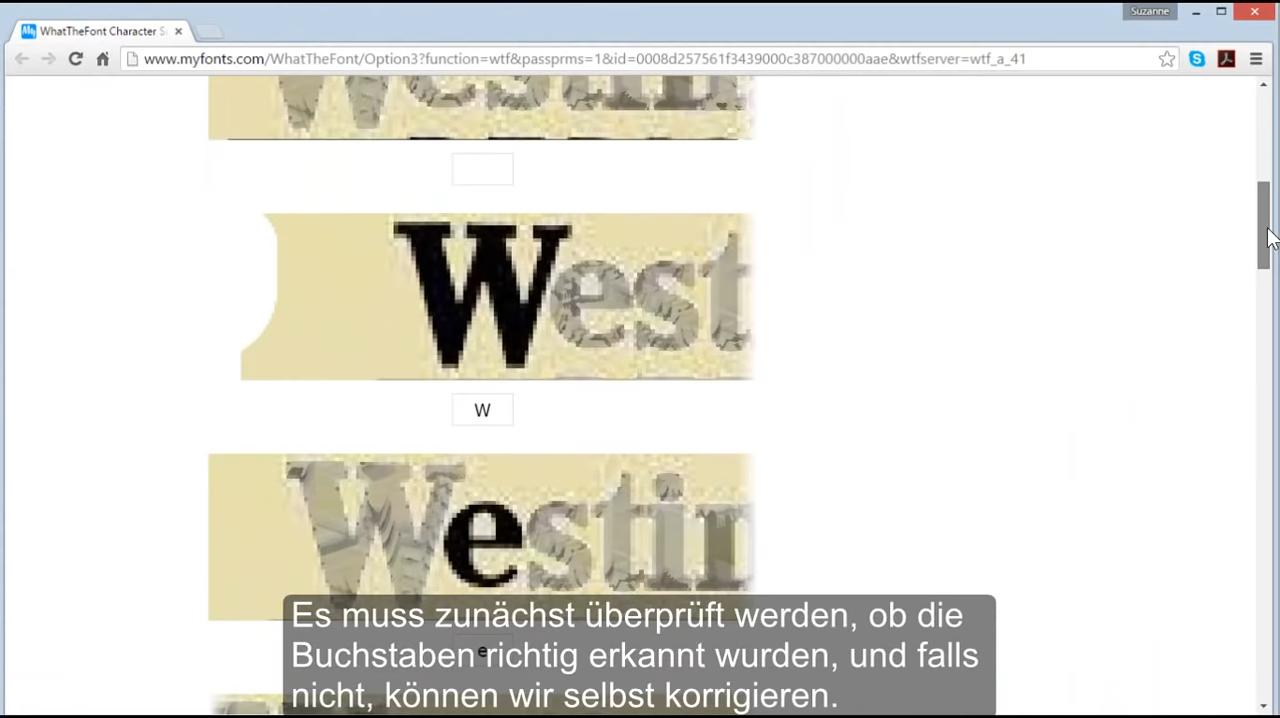 Suzanne
WhatTheFont Character S
www.myfonts.com/WhatTheFont/Option3?function=wtf&passprms=1&id=0008d257561f3439000c387000000aae&wtfserver=wtf_a_41
Westin
West
W
Westin
e
Es muss zunächst überprüft werden, ob die
Buchstaben richtig erkannt wurden, und falls
nicht, können wir selbst korrigieren.